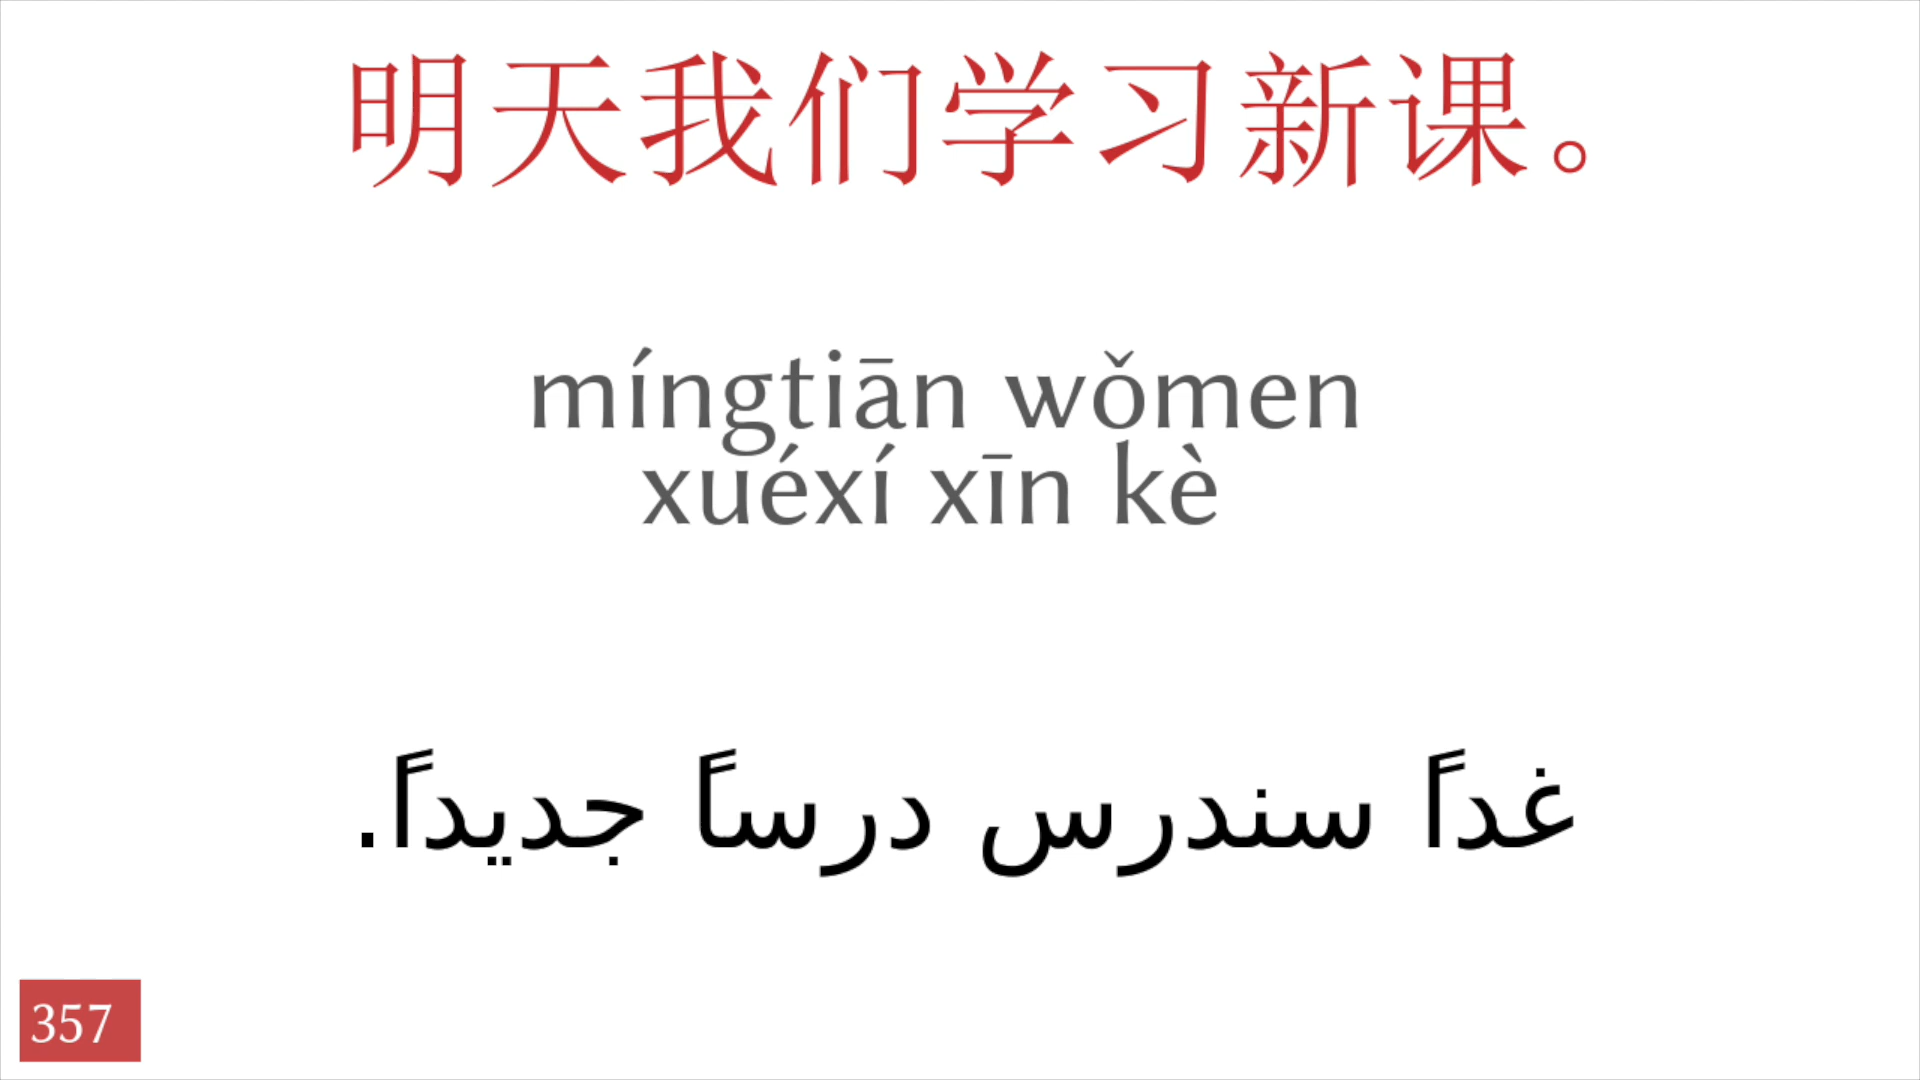 明天我们学习新课。
míngtiān wǒmen
xuéxí xīn kè
غداً سندرس درساً جديداً.
357